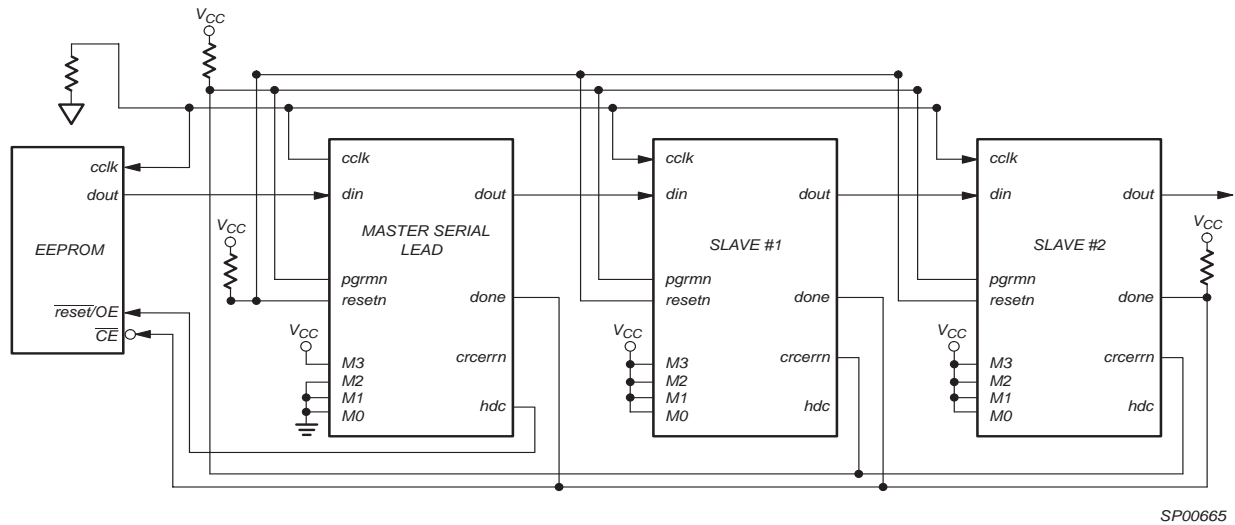 VCC
EEPROM
cclk
dout
reset/OE
CE
VCC
MASTER SERIAL
LEAD
cclk
din
pgrmn
resetn
VCC
M3
M2
M1
M0
dout
done
crcerrn
hdc
SLAVE #1
cclk
din
pgrmn
resetn
VCC
M3
M2
M1
M0
dout
done
crcerrn
hdc
SLAVE #2
cclk
din
pgrmn
resetn
VCC
M3
M2
M1
M0
dout
done
crcerrn
hdc
VCC
SP00665